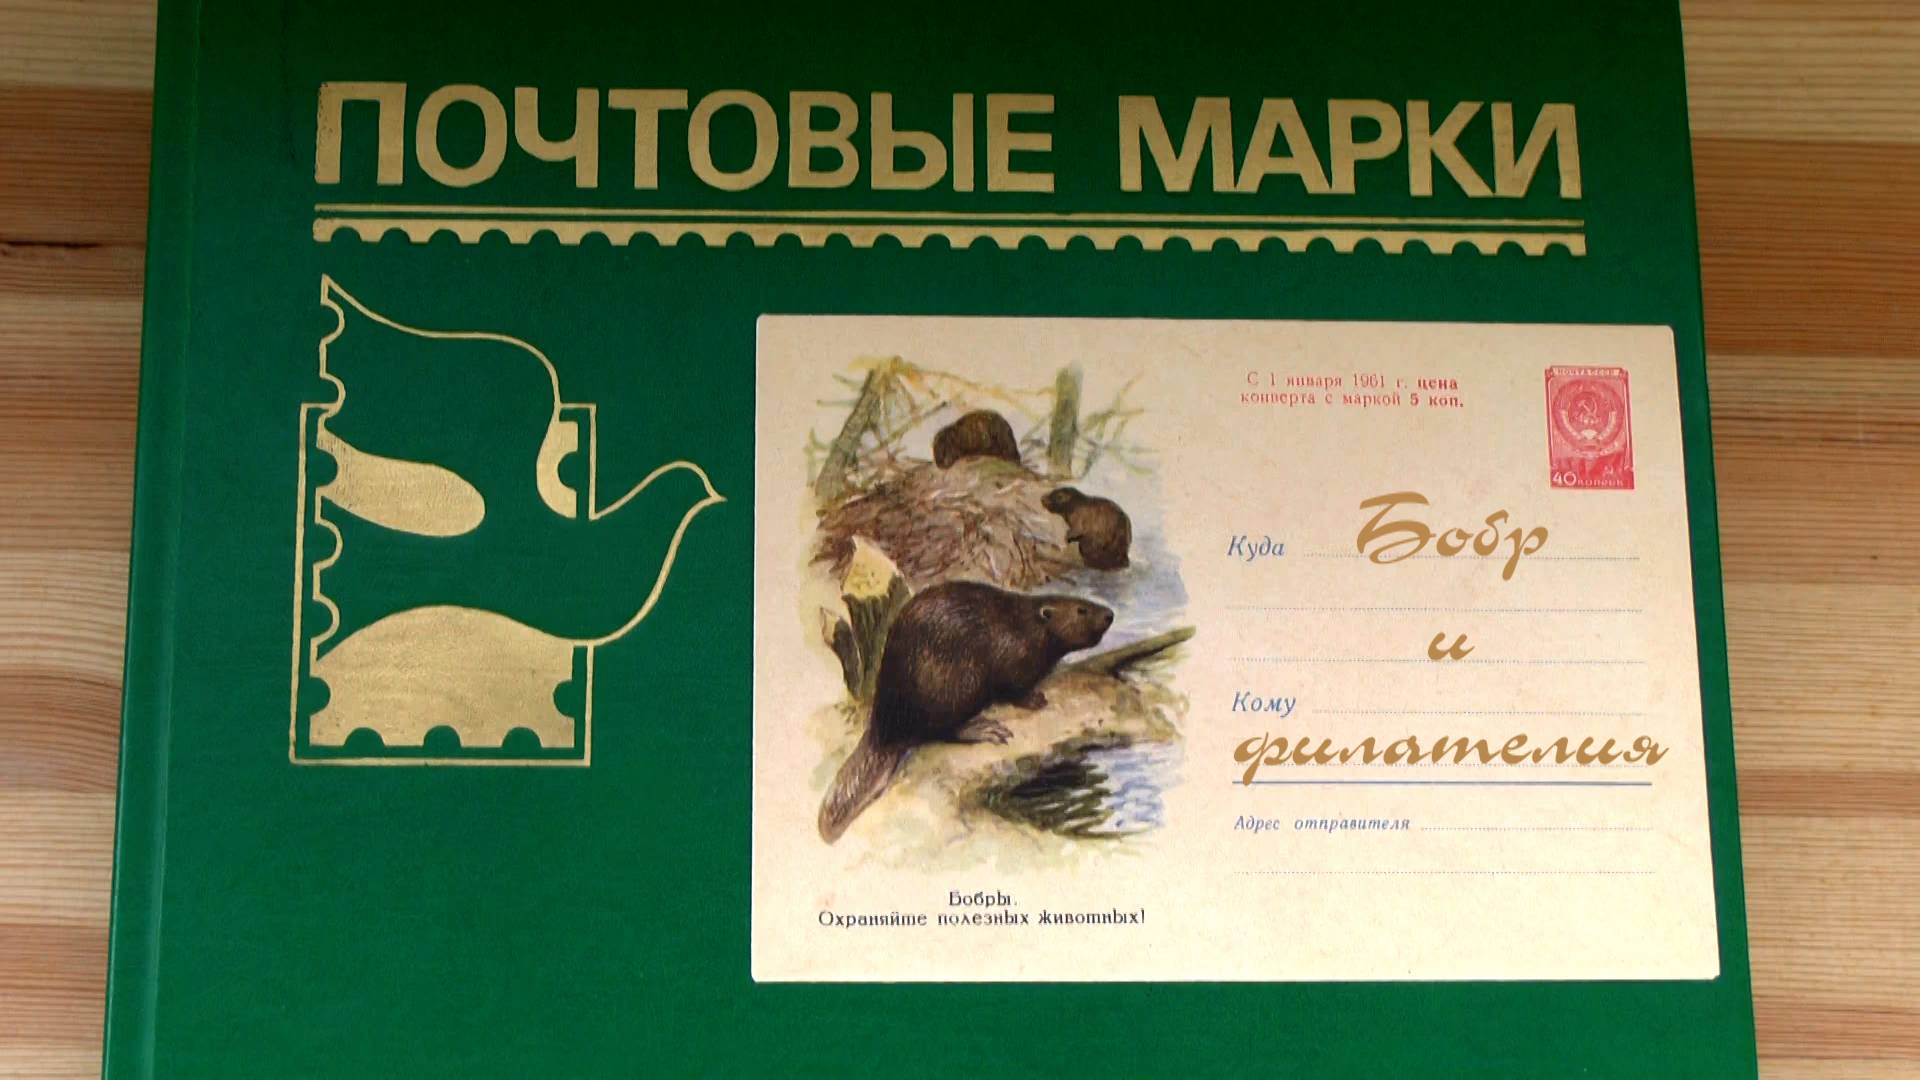 ПОЧТОВЫЕ МАРКИ
С 1 января 1961 г. цена
конверта с маркой 5 коп.
ПОЧТА СССР
40 КОПЕЕК
Куда Бобр
и
Кому
филателия
Адрес отправителя
Бобры.
Охраняйте полезных животных!